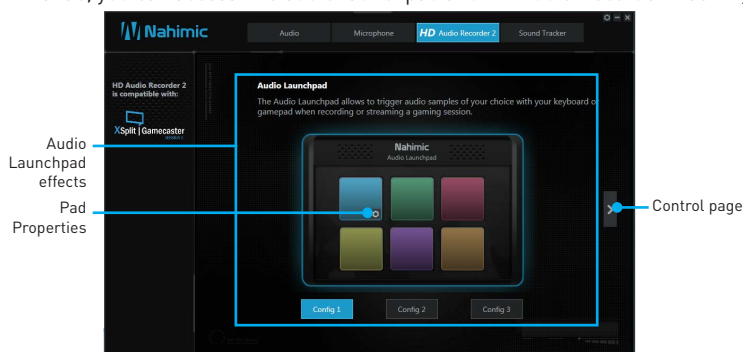 Nahimic
Audio
Microphone
HD Audio Recorder 2
Sound Tracker
HD Audio Recorder 2
is compatible with:
XSplit | Gamecaster
Audio Launchpad
The Audio Launchpad allows to trigger audio samples of your choice with your keyboard or
gamepad when recording or streaming a gaming session.
Nahimic
Audio Launchpad
Config 1
Config 2
Config 3
Audio
Launchpad
effects
Pad
Properties
Control page